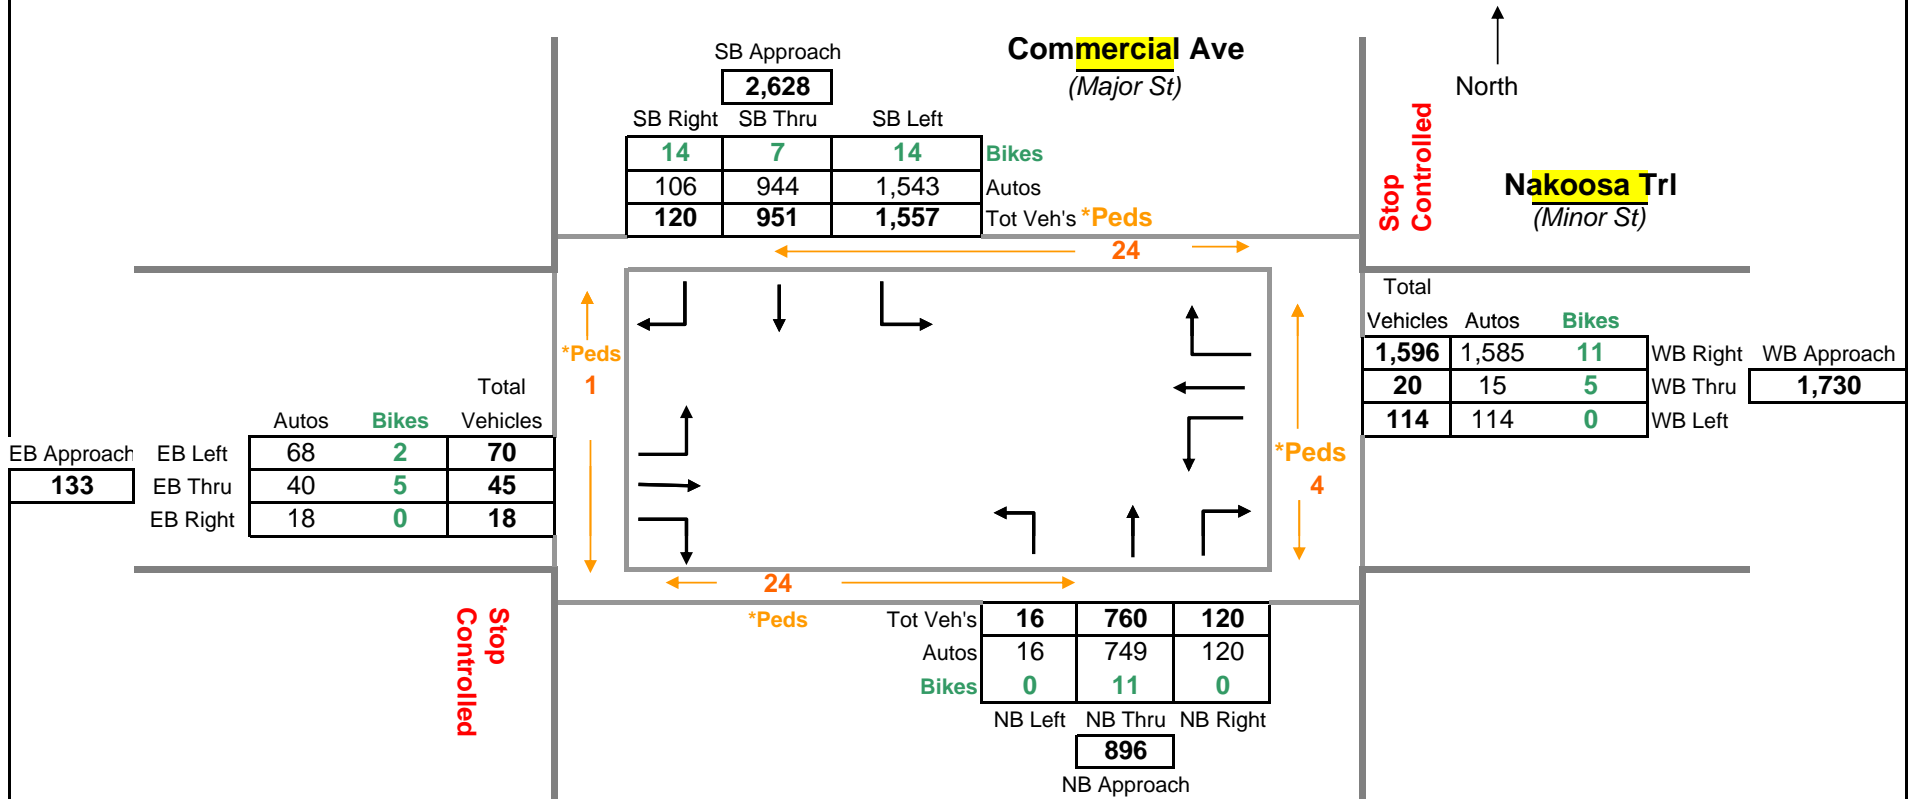 SB Approach
Commercial Ave
2,628
(Major St)
North
SB Right SB Thru SB Left
14 7 14 Bikes
106 944 1,543 Autos
120 951 1,557 Tot Veh's *Peds
24
Stop
Controlled
Nakoosa Trl
(Minor St)
Total
Vehicles Autos Bikes
1,596 1,585 11 WB Right WB Approach
20 15 5 WB Thru 1,730
114 114 0 WB Left
*Peds
1
Total
Autos Bikes Vehicles
EB Approach EB Left 68 2 70
133 EB Thru 40 5 45
EB Right 18 0 18
*Peds
4
24
*Peds
Stop
Controlled
Tot Veh's 16 760 120
Autos 16 749 120
Bikes 0 11 0
NB Left NB Thru NB Right
896
NB Approach